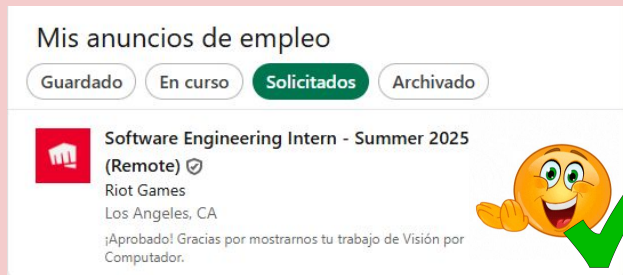 Mis anuncios de empleo
Guardado En curso Solicitados Archivado
Software Engineering Intern - Summer 2025
(Remote)
Riot Games
Los Angeles, CA
¡Aprobado! Gracias por mostrarnos tu trabajo de Visión por
Computador.